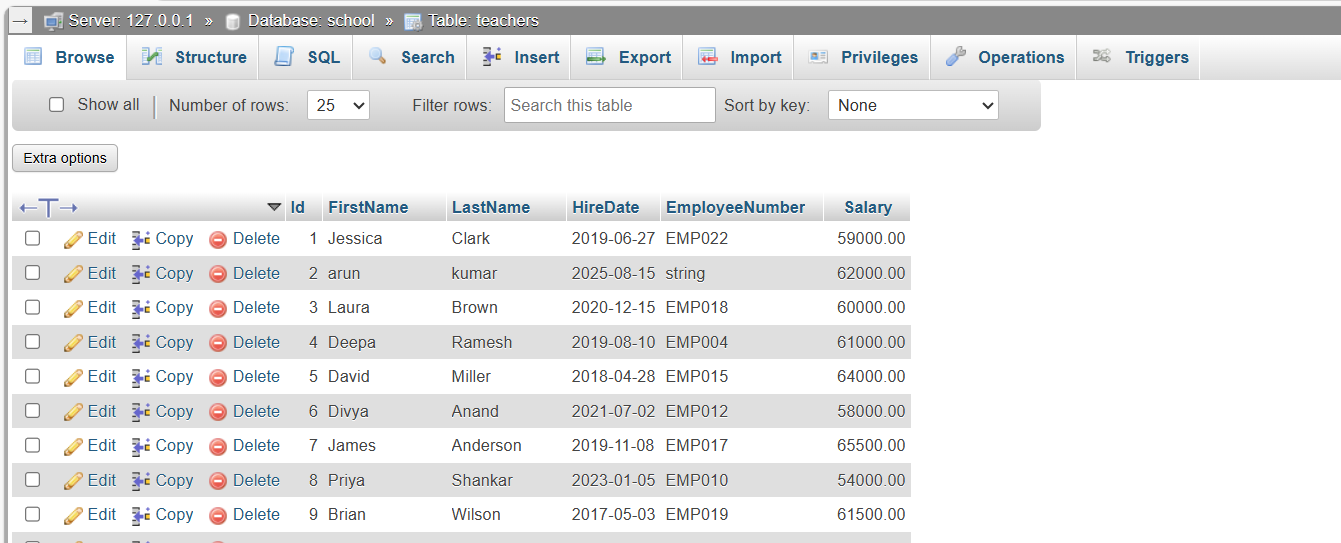 Server: 127.0.0.1 » Database: school » Table: teachers
Browse Structure SQL Search Insert Export Import Privileges Operations Triggers
Show all Number of rows: 25 Filter rows: Search this table Sort by key: None
Extra options
Id FirstName LastName HireDate EmployeeNumber Salary
Edit Copy Delete 1 Jessica Clark 2019-06-27 EMP022 59000.00
Edit Copy Delete 2 arun kumar 2025-08-15 string 62000.00
Edit Copy Delete 3 Laura Brown 2020-12-15 EMP018 60000.00
Edit Copy Delete 4 Deepa Ramesh 2019-08-10 EMP004 61000.00
Edit Copy Delete 5 David Miller 2018-04-28 EMP015 64000.00
Edit Copy Delete 6 Divya Anand 2021-07-02 EMP012 58000.00
Edit Copy Delete 7 James Anderson 2019-11-08 EMP017 65500.00
Edit Copy Delete 8 Priya Shankar 2023-01-05 EMP010 54000.00
Edit Copy Delete 9 Brian Wilson 2017-05-03 EMP019 61500.00